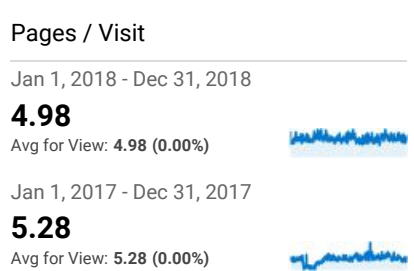 Pages / Visit
Jan 1, 2018 - Dec 31, 2018
4.98
Avg for View: 4.98 (0.00%)
Jan 1, 2017 - Dec 31, 2017
5.28
Avg for View: 5.28 (0.00%)